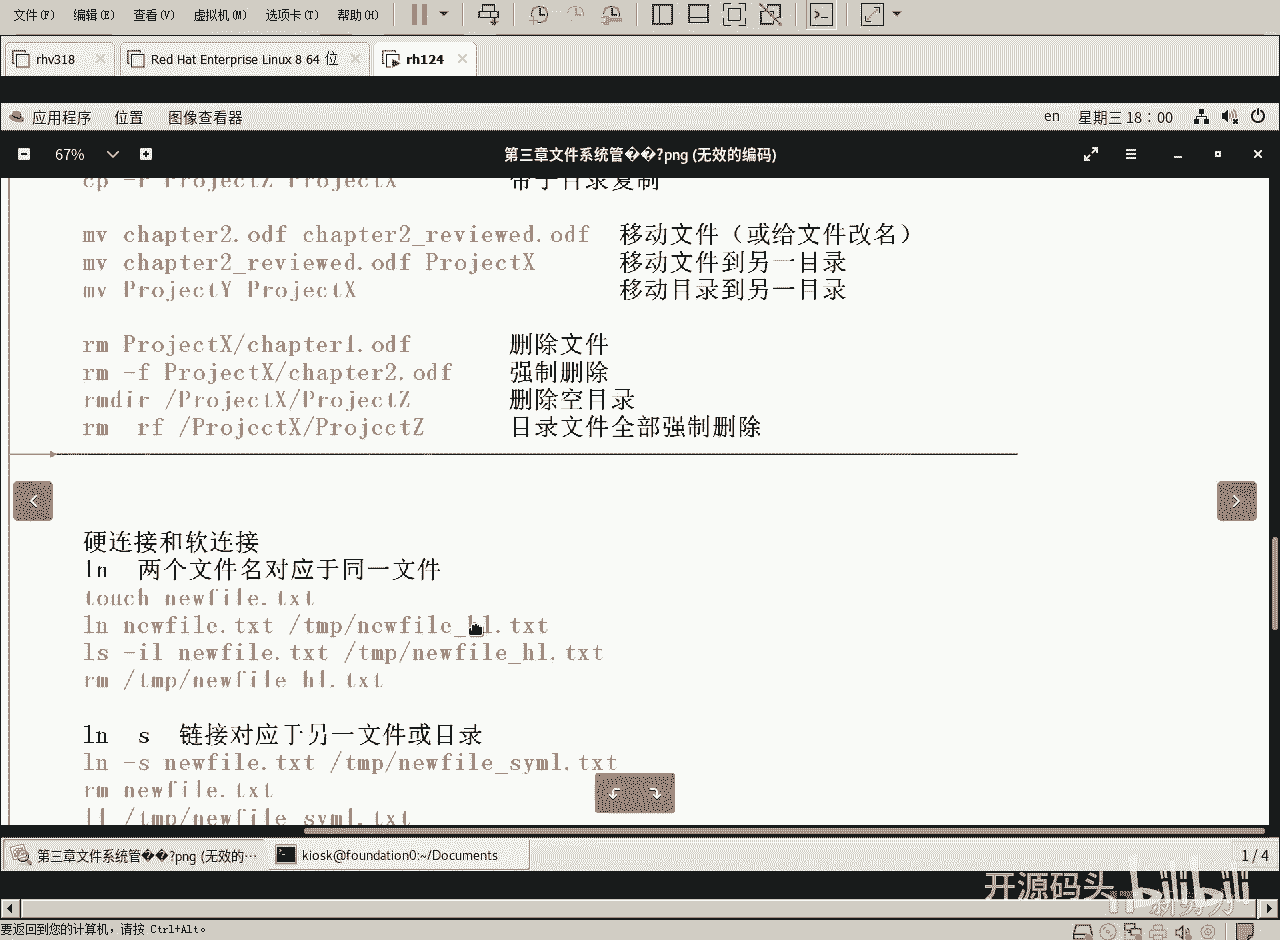 文件(F) 编辑(E) 查看(V) 虚拟机(M) 选项卡(T) 帮助(H)
rhv318 Red Hat Enterprise Linux 8 64 位 rh124
应用程序 位置 图像查看器 en 星期三 18：00
67% 第三章文件系统管��?png (无效的编码)
cp -r ProjectZ ProjectX 带子目录复制
mv chapter2.odf chapter2_reviewed.odf 移动文件（或给文件改名）
mv chapter2_reviewed.odf ProjectX 移动文件到另一目录
mv ProjectY ProjectX 移动目录到另一目录
rm ProjectX/chapter1.odf 删除文件
rm -f ProjectX/chapter2.odf 强制删除
rmdir /ProjectX/ProjectZ 删除空目录
rm rf /ProjectX/ProjectZ 目录文件全部强制删除
硬连接和软连接
ln 两个文件名对应于同一文件
touch newfile.txt
ln newfile.txt /tmp/newfile_hl.txt
ls -il newfile.txt /tmp/newfile_hl.txt
rm /tmp/newfile_hl.txt
ln s 链接对应于另一文件或目录
ln -s newfile.txt /tmp/newfile_syml.txt
rm newfile.txt
ll /tmp/newfile_syml.txt
第三章文件系统管��?png (无效的… kiosk@foundation0:~/Documents 1 / 4
开源码头 bilibili
要返回到您的计算机，请按 Ctrl+Alt。